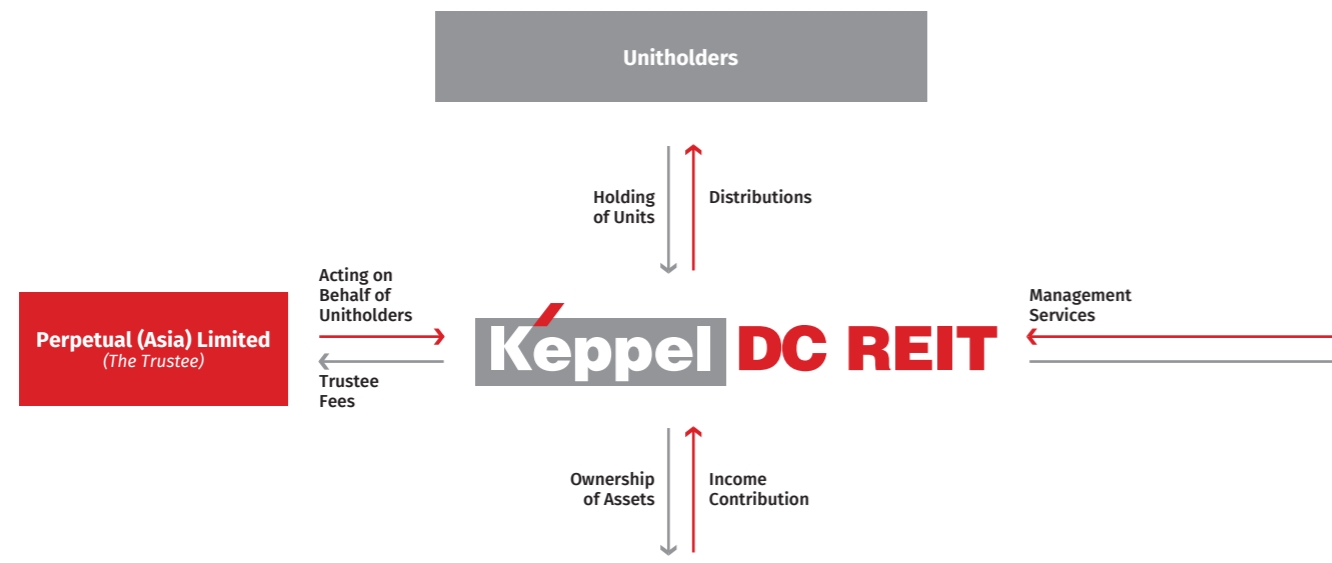 Unitholders
Holding
of Units
Distributions
Acting on
Behalf of
Unitholders
Perpetual (Asia) Limited
(The Trustee)
Trustee
Fees
Keppel DC REIT
Management
Services
Ownership
of Assets
Income
Contribution